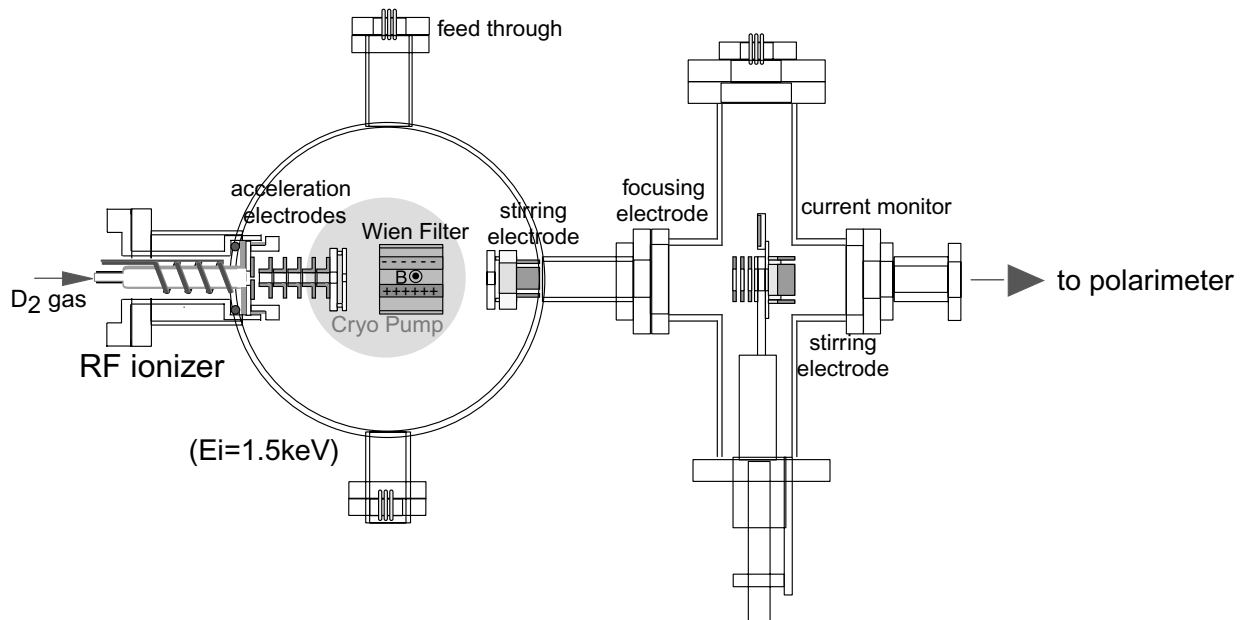 feed through
acceleration
electrodes
Wien Filter
- - - - - -
B
++++++
Cryo Pump
stirring
electrode
focusing
electrode
current monitor
D2 gas
RF ionizer
(Ei=1.5keV)
stirring
electrode
to polarimeter